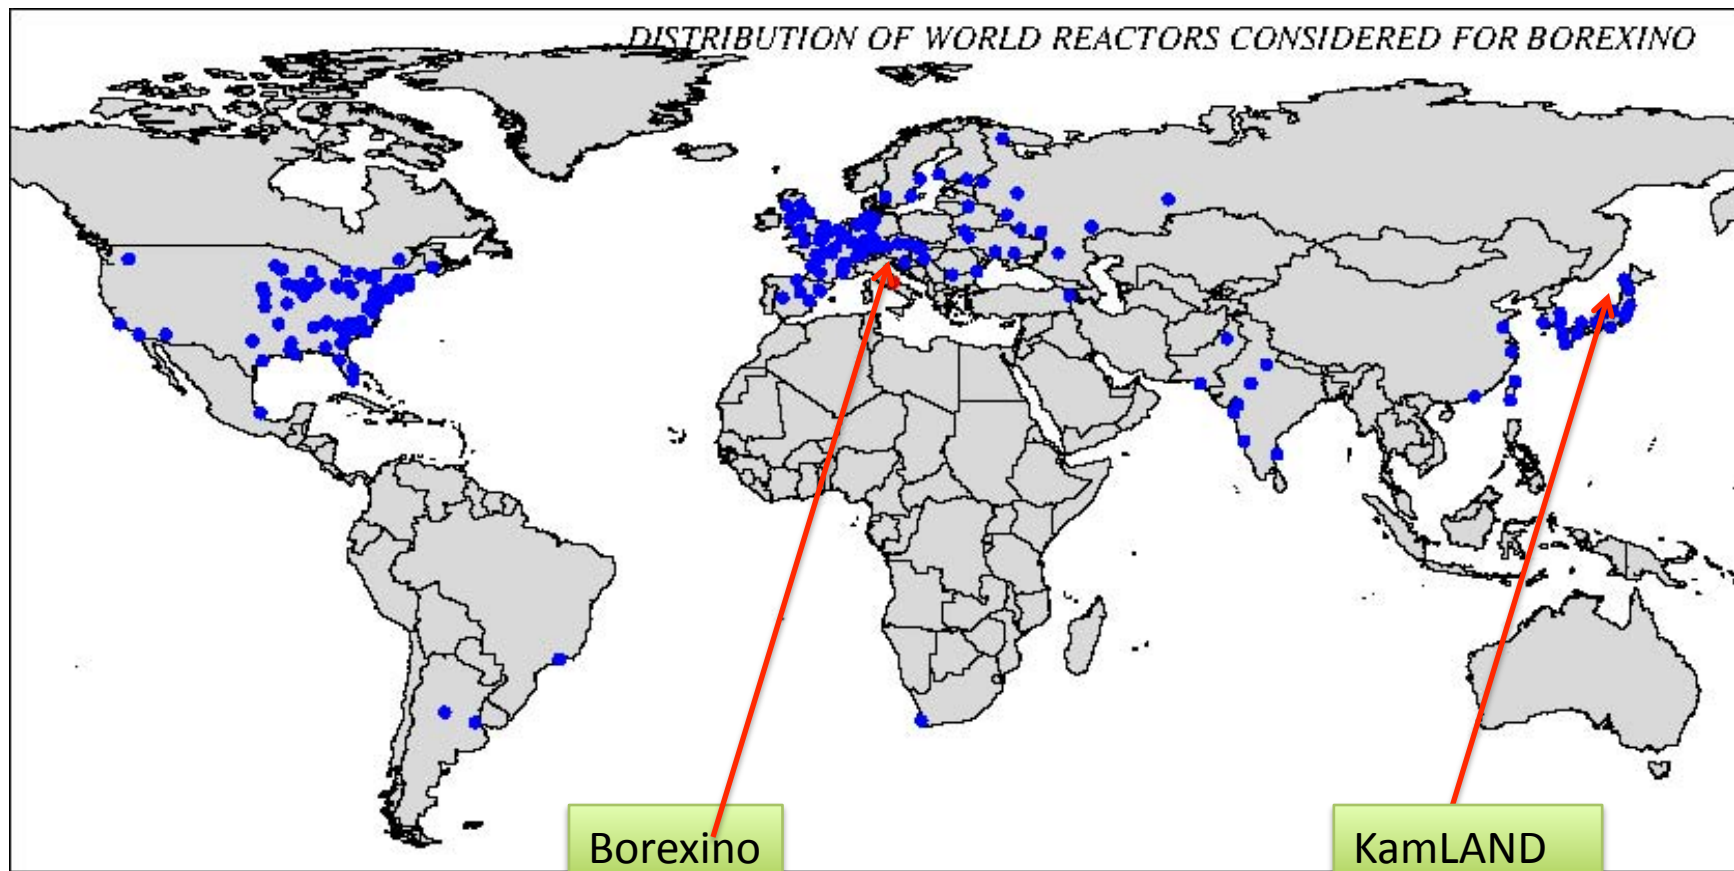 DISTRIBUTION OF WORLD REACTORS CONSIDERED FOR BOREXINO
Borexino
KamLAND